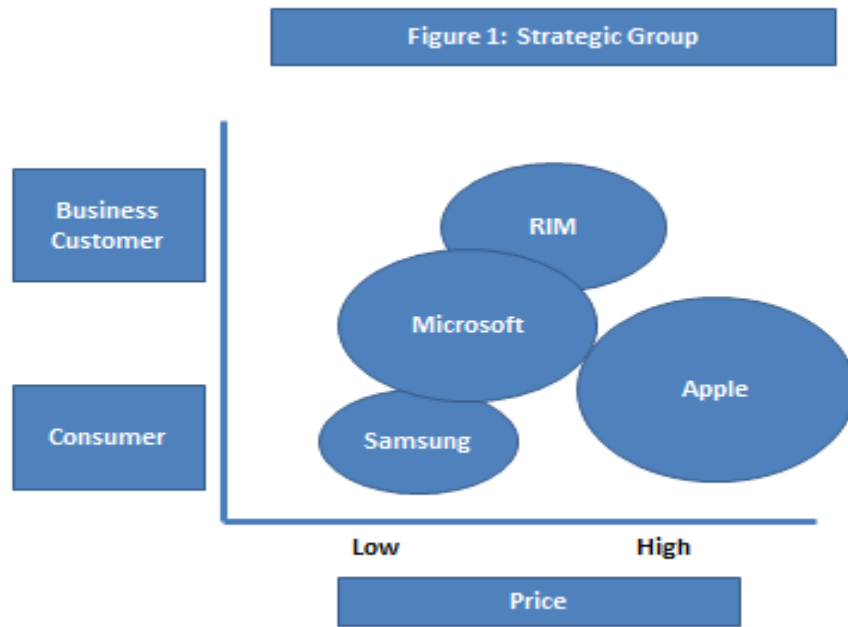 Figure 1: Strategic Group
Business
Customer
RIM
Microsoft
Apple
Consumer
Samsung
Low High
Price